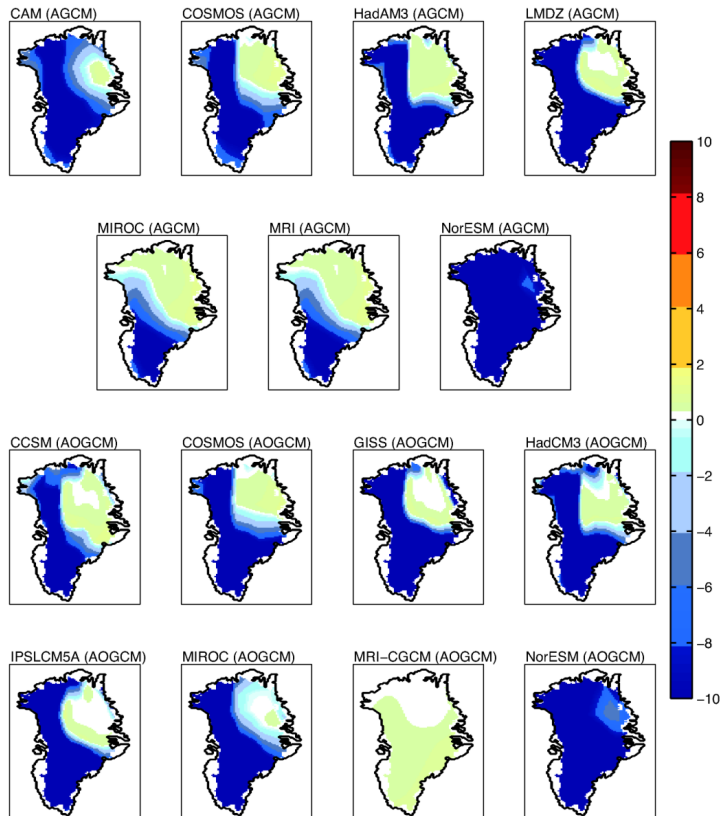 CAM (AGCM) COSMOS (AGCM) HadAM3 (AGCM) LMDZ (AGCM)
MIROC (AGCM) MRI (AGCM) NorESM (AGCM)
CCSM (AOGCM) COSMOS (AOGCM) GISS (AOGCM) HadCM3 (AOGCM)
IPSLCM5A (AOGCM) MIROC (AOGCM) MRI−CGCM (AOGCM) NorESM (AOGCM)
10
8
6
4
2
0
−2
−4
−6
−8
−10